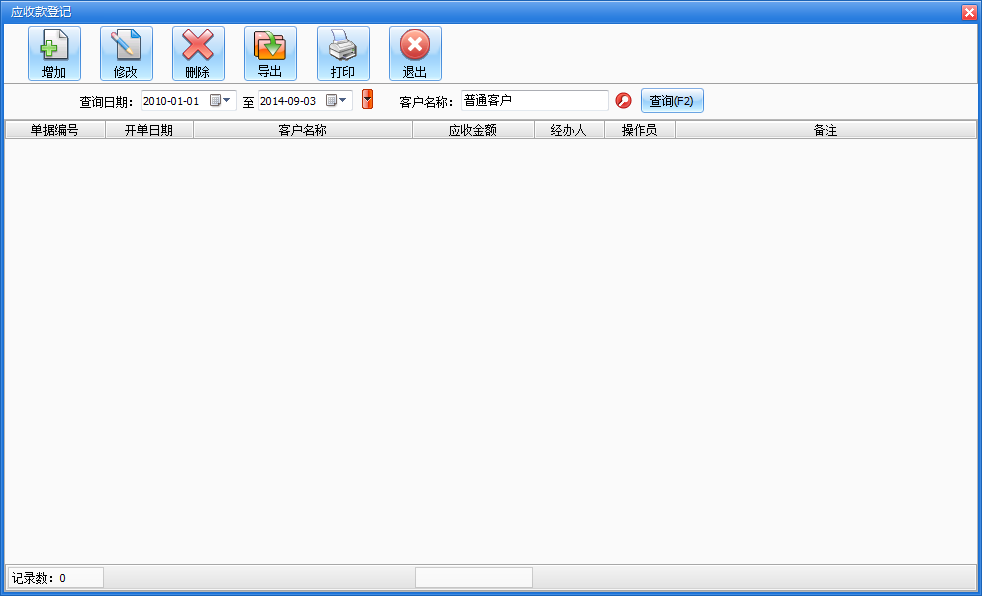 应收款登记
增加 修改 删除 导出 打印 退出
查询日期： 2010-01-01 至 2014-09-03 客户名称： 普通客户 查询(F2)
单据编号 开单日期 客户名称 应收金额 经办人 操作员 备注
记录数： 0